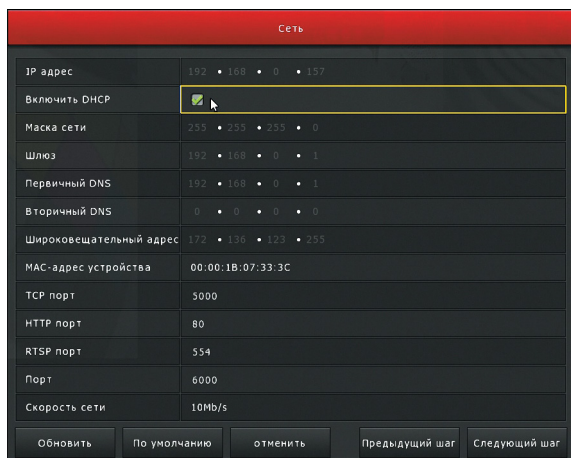 Сеть
IP адрес 192 • 168 • 0 • 157
Включить DHCP
Маска сети 255 • 255 • 255 • 0
Шлюз 192 • 168 • 0 • 1
Первичный DNS 192 • 168 • 0 • 1
Вторичный DNS 0 • 0 • 0 • 0
Широковещательный адрес 172 • 136 • 123 • 255
MAC-адрес устройства 00:00:1B:07:33:3C
TCP порт 5000
HTTP порт 80
RTSP порт 554
Порт 6000
Скорость сети 10Mb/s
Обновить По умолчанию отменить Предыдущий шаг Следующий шаг